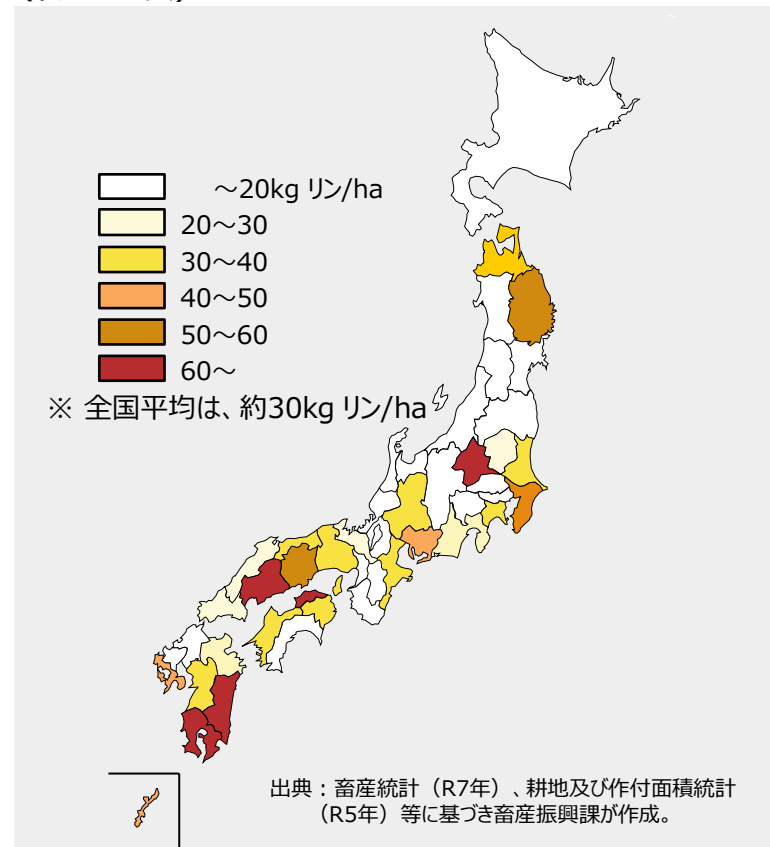 ～20kg リン/ha
20～30
30～40
40～50
50～60
60～
※ 全国平均は、約30kg リン/ha
出典：畜産統計（R7年）、耕地及び作付面積統計
（R5年）等に基づき畜産振興課が作成。